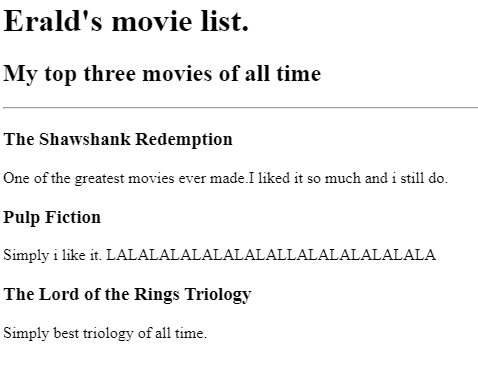 Erald's movie list.
My top three movies of all time
The Shawshank Redemption
One of the greatest movies ever made.I liked it so much and i still do.
Pulp Fiction
Simply i like it. LALALALALALALALALLALALALALALALA
The Lord of the Rings Triology
Simply best triology of all time.